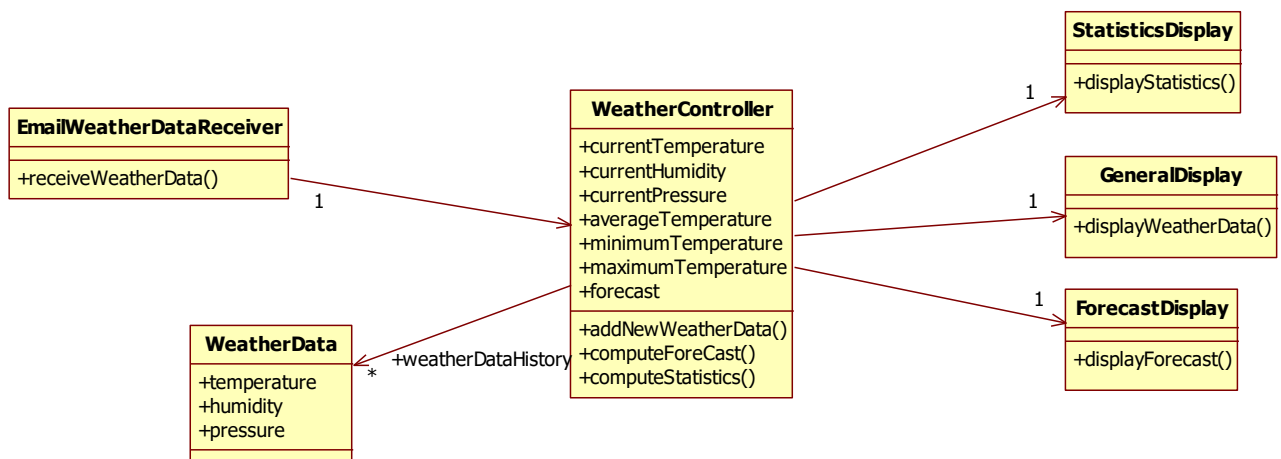 EmailWeatherDataReceiver
+receiveWeatherData()
1
WeatherData
+temperature
+humidity
+pressure
*
+weatherDataHistory
WeatherController
+currentTemperature
+currentHumidity
+currentPressure
+averageTemperature
+minimumTemperature
+maximumTemperature
+forecast
+addNewWeatherData()
+computeForeCast()
+computeStatistics()
1
StatisticsDisplay
+displayStatistics()
1
GeneralDisplay
+displayWeatherData()
1
ForecastDisplay
+displayForecast()